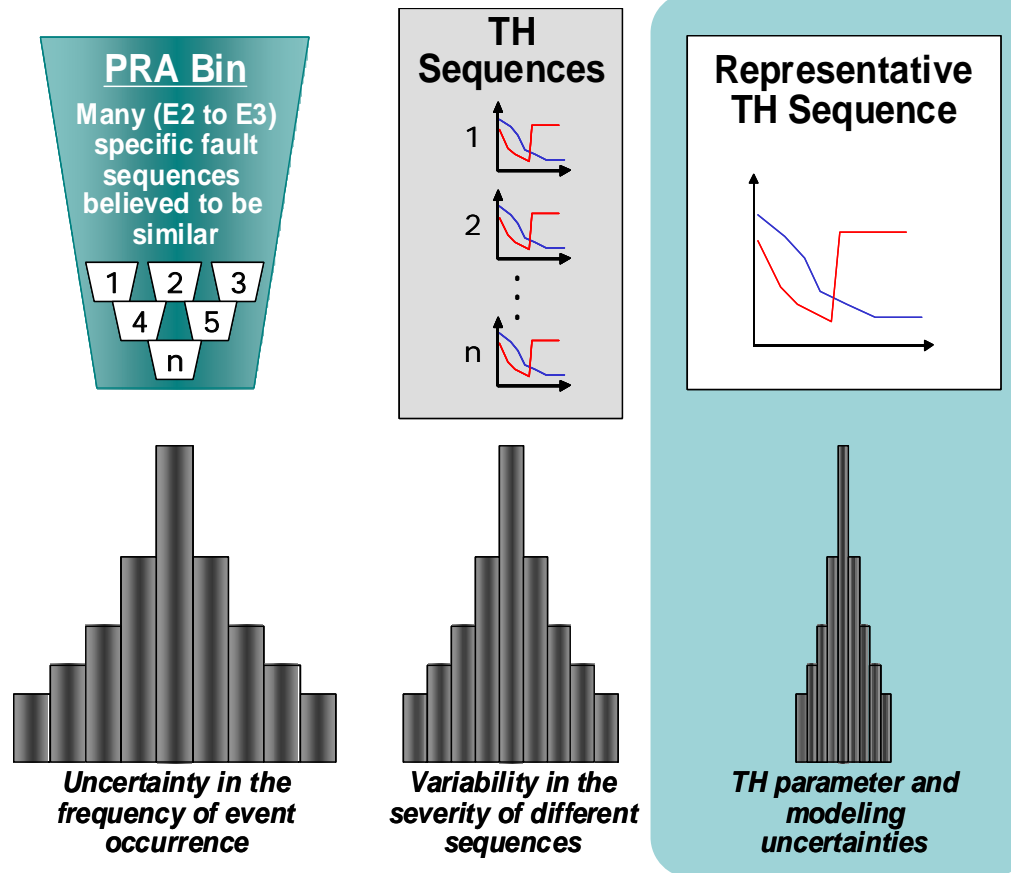 PRA Bin
Many (E2 to E3)
specific fault
sequences
believed to be
similar
1 2 3
4 5
n
TH
Sequences
1
2
n
Representative
TH Sequence
Uncertainty in the
frequency of event
occurrence
Variability in the
severity of different
sequences
TH parameter and
modeling
uncertainties